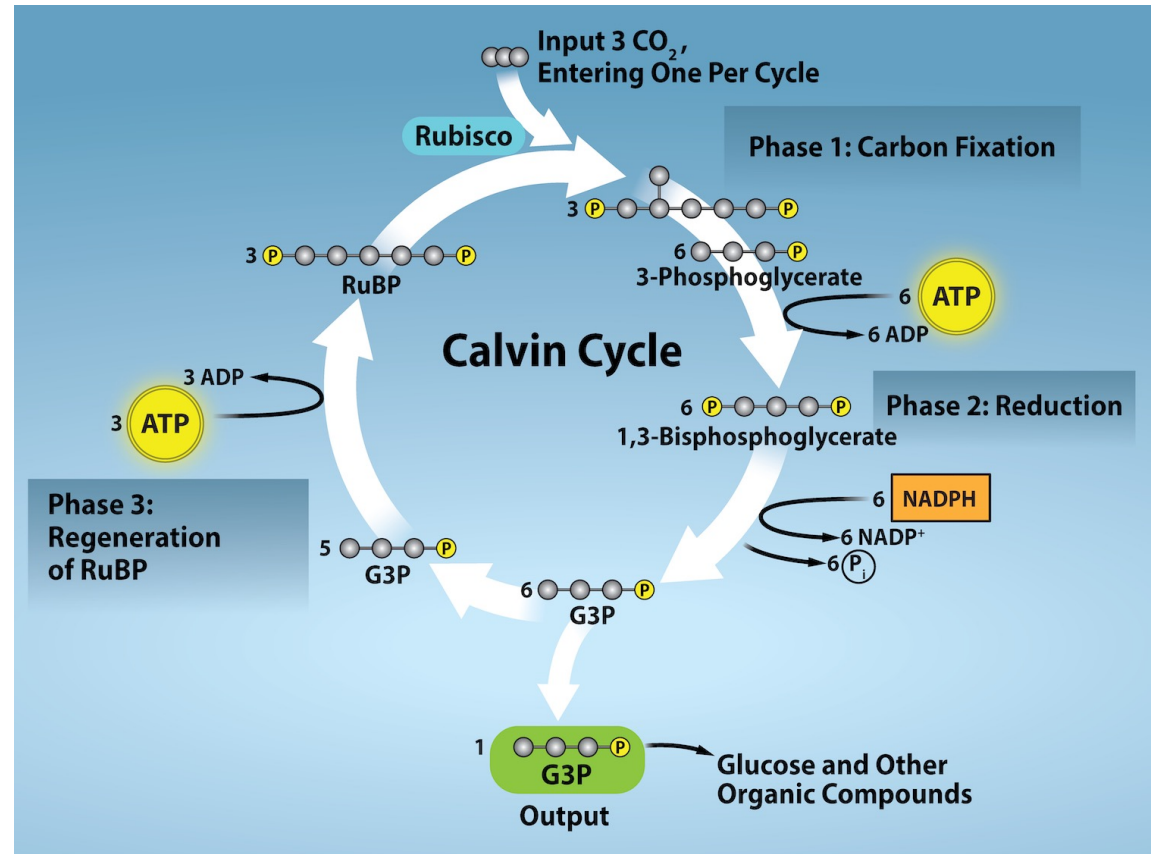 Input 3 CO₂,
Entering One Per Cycle
Rubisco
Phase 1: Carbon Fixation
3 P P
6 P
3-Phosphoglycerate
6 ATP
6 ADP
3 P P
RuBP
Calvin Cycle
3 ADP
3 ATP
6 P P
1,3-Bisphosphoglycerate
Phase 2: Reduction
6 NADPH
6 NADP⁺
6 Pᵢ
Phase 3:
Regeneration
of RuBP
5 P
G3P
6 P
G3P
1 P
G3P
Output
Glucose and Other
Organic Compounds